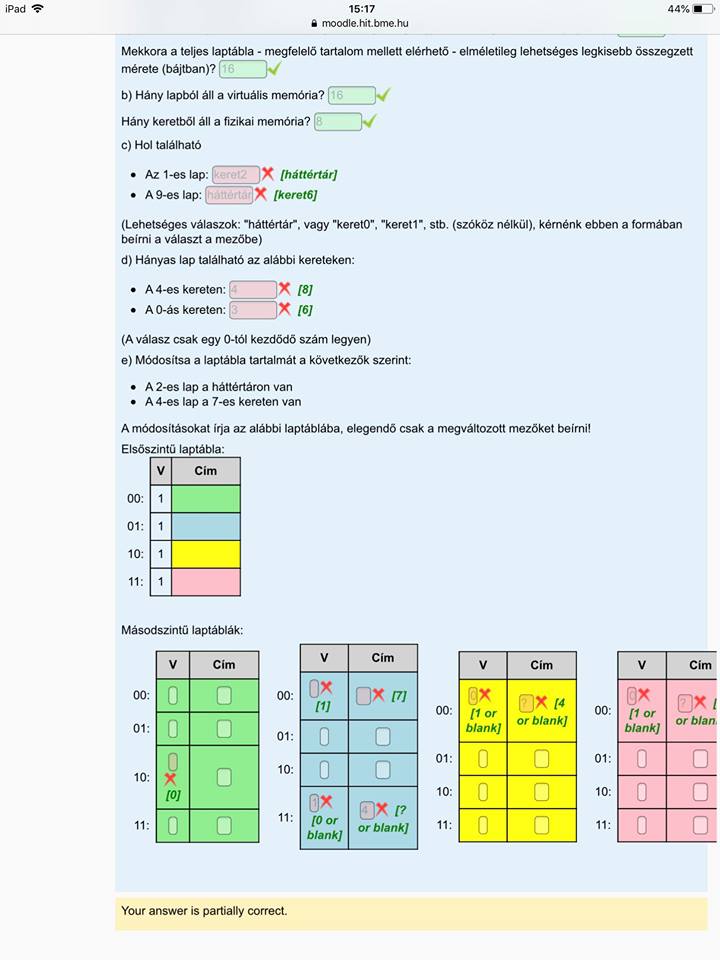 iPad 15:17 44%
moodle.hit.bme.hu
Mekkora a teljes laptábla - megfelelő tartalom mellett elérhető - elméletileg lehetséges legkisebb összegzett
mérete (bájtban)? 16
b) Hány lapból áll a virtuális memória? 16
Hány keretből áll a fizikai memória? 8
c) Hol található
• Az 1-es lap: keret2 [háttértár]
• A 9-es lap: háttértár [keret6]
(Lehetséges válaszok: "háttértár", vagy "keret0", "keret1", stb. (szóköz nélkül), kérnénk ebben a formában
beírni a választ a mezőbe)
d) Hányas lap található az alábbi kereteken:
• A 4-es kereten: 4 [8]
• A 0-ás kereten: 3 [6]
(A válasz csak egy 0-tól kezdődő szám legyen)
e) Módosítsa a laptábla tartalmát a következők szerint:
• A 2-es lap a háttértáron van
• A 4-es lap a 7-es kereten van
A módosításokat írja az alábbi laptáblába, elegendő csak a megváltozott mezőket beírni!
Elsőszintű laptábla:
V Cím
00: 1
01: 1
10: 1
11: 1
Másodszintű laptáblák:
V Cím
00:
01:
10: [0]
11:
V Cím
00: [1] [7]
01:
10:
11: 1 [0 or blank] 4 [? or blank]
V Cím
00: 0 [1 or blank] ? [4 or blank]
01:
10:
11:
V Cím
00: 0 [1 or blank] ? [ or blan
01:
10:
11:
Your answer is partially correct.